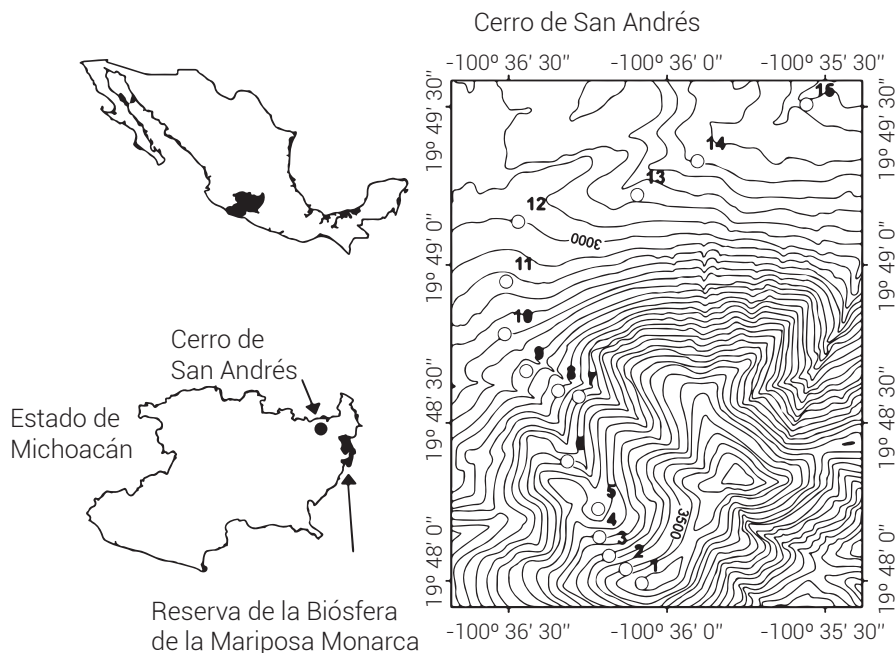 Cerro de San Andrés
-100º 36' 30"
-100º 36' 0"
-100º 35' 30"
19º 49' 30"
19º 49' 0"
19º 48' 30"
19º 48' 0"
19º 49' 30"
19º 49' 0"
19º 48' 30"
19º 48' 0"
15
14
13
12
3000
11
10
9
8
7
6
5
4
3
3500
2
1
-100º 36' 30"
-100º 36' 0"
-100º 35' 30"
Cerro de
San Andrés
Estado de
Michoacán
Reserva de la Biósfera
de la Mariposa Monarca